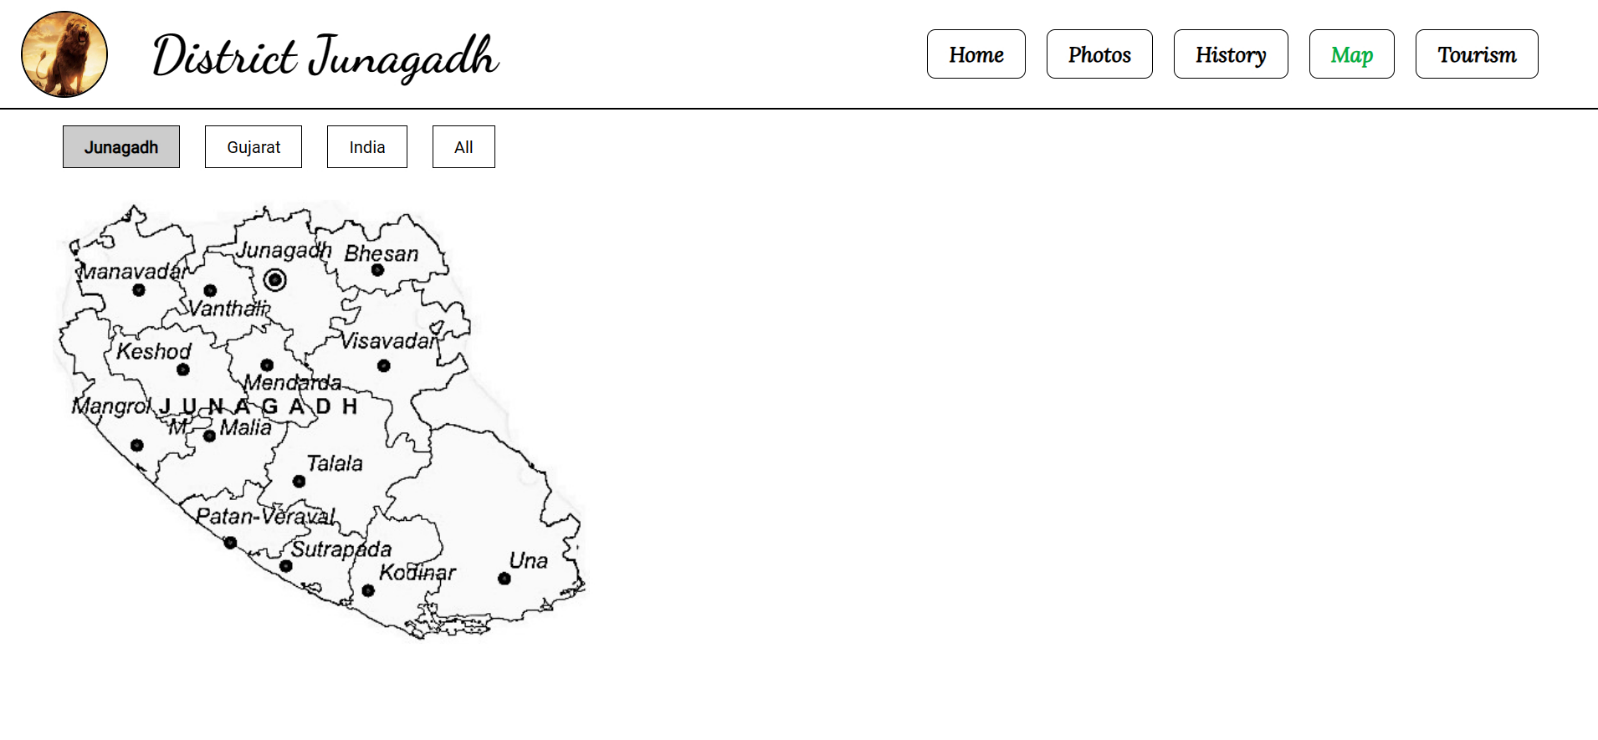 District Junagadh
Home
Photos
History
Map
Tourism
Junagadh
Gujarat
India
All
Junagadh
Bhesan
Manavadar
Vanthali
Visavadar
Keshod
Mendarda
Mangrol
JUNAGADH
M
Malia
Talala
Patan-Veraval
Sutrapada
Una
Kodinar